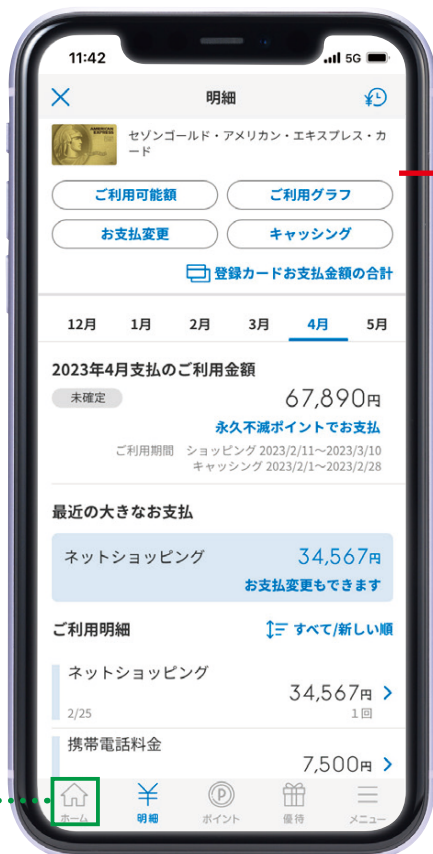 11:42
5G
明細
セゾンゴールド・アメリカン・エキスプレス・カ
ード
ご利用可能額
ご利用グラフ
お支払変更
キャッシング
登録カードお支払金額の合計
12月 1月 2月 3月 4月 5月
2023年4月支払のご利用金額
未確定
67,890円
永久不滅ポイントでお支払
ご利用期間 ショッピング 2023/2/11〜2023/3/10
キャッシング 2023/2/1〜2023/2/28
最近の大きなお支払
ネットショッピング 34,567円
お支払変更もできます
ご利用明細
すべて/新しい順
ネットショッピング
34,567円
2/25
1回
携帯電話料金
7,500円
ホーム 明細 ポイント 優待 メニュー